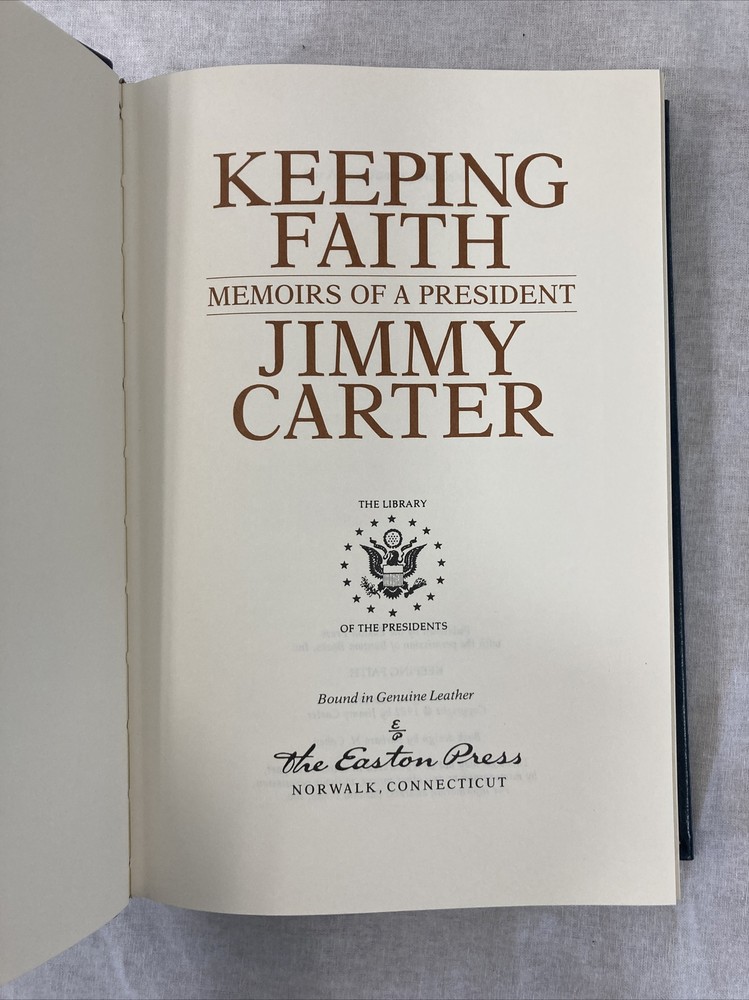 KEEPING
FAITH
MEMOIRS OF A PRESIDENT
JIMMY
CARTER
THE LIBRARY
OF THE PRESIDENTS
Bound in Genuine Leather
E
P
The Easton Press
NORWALK, CONNECTICUT